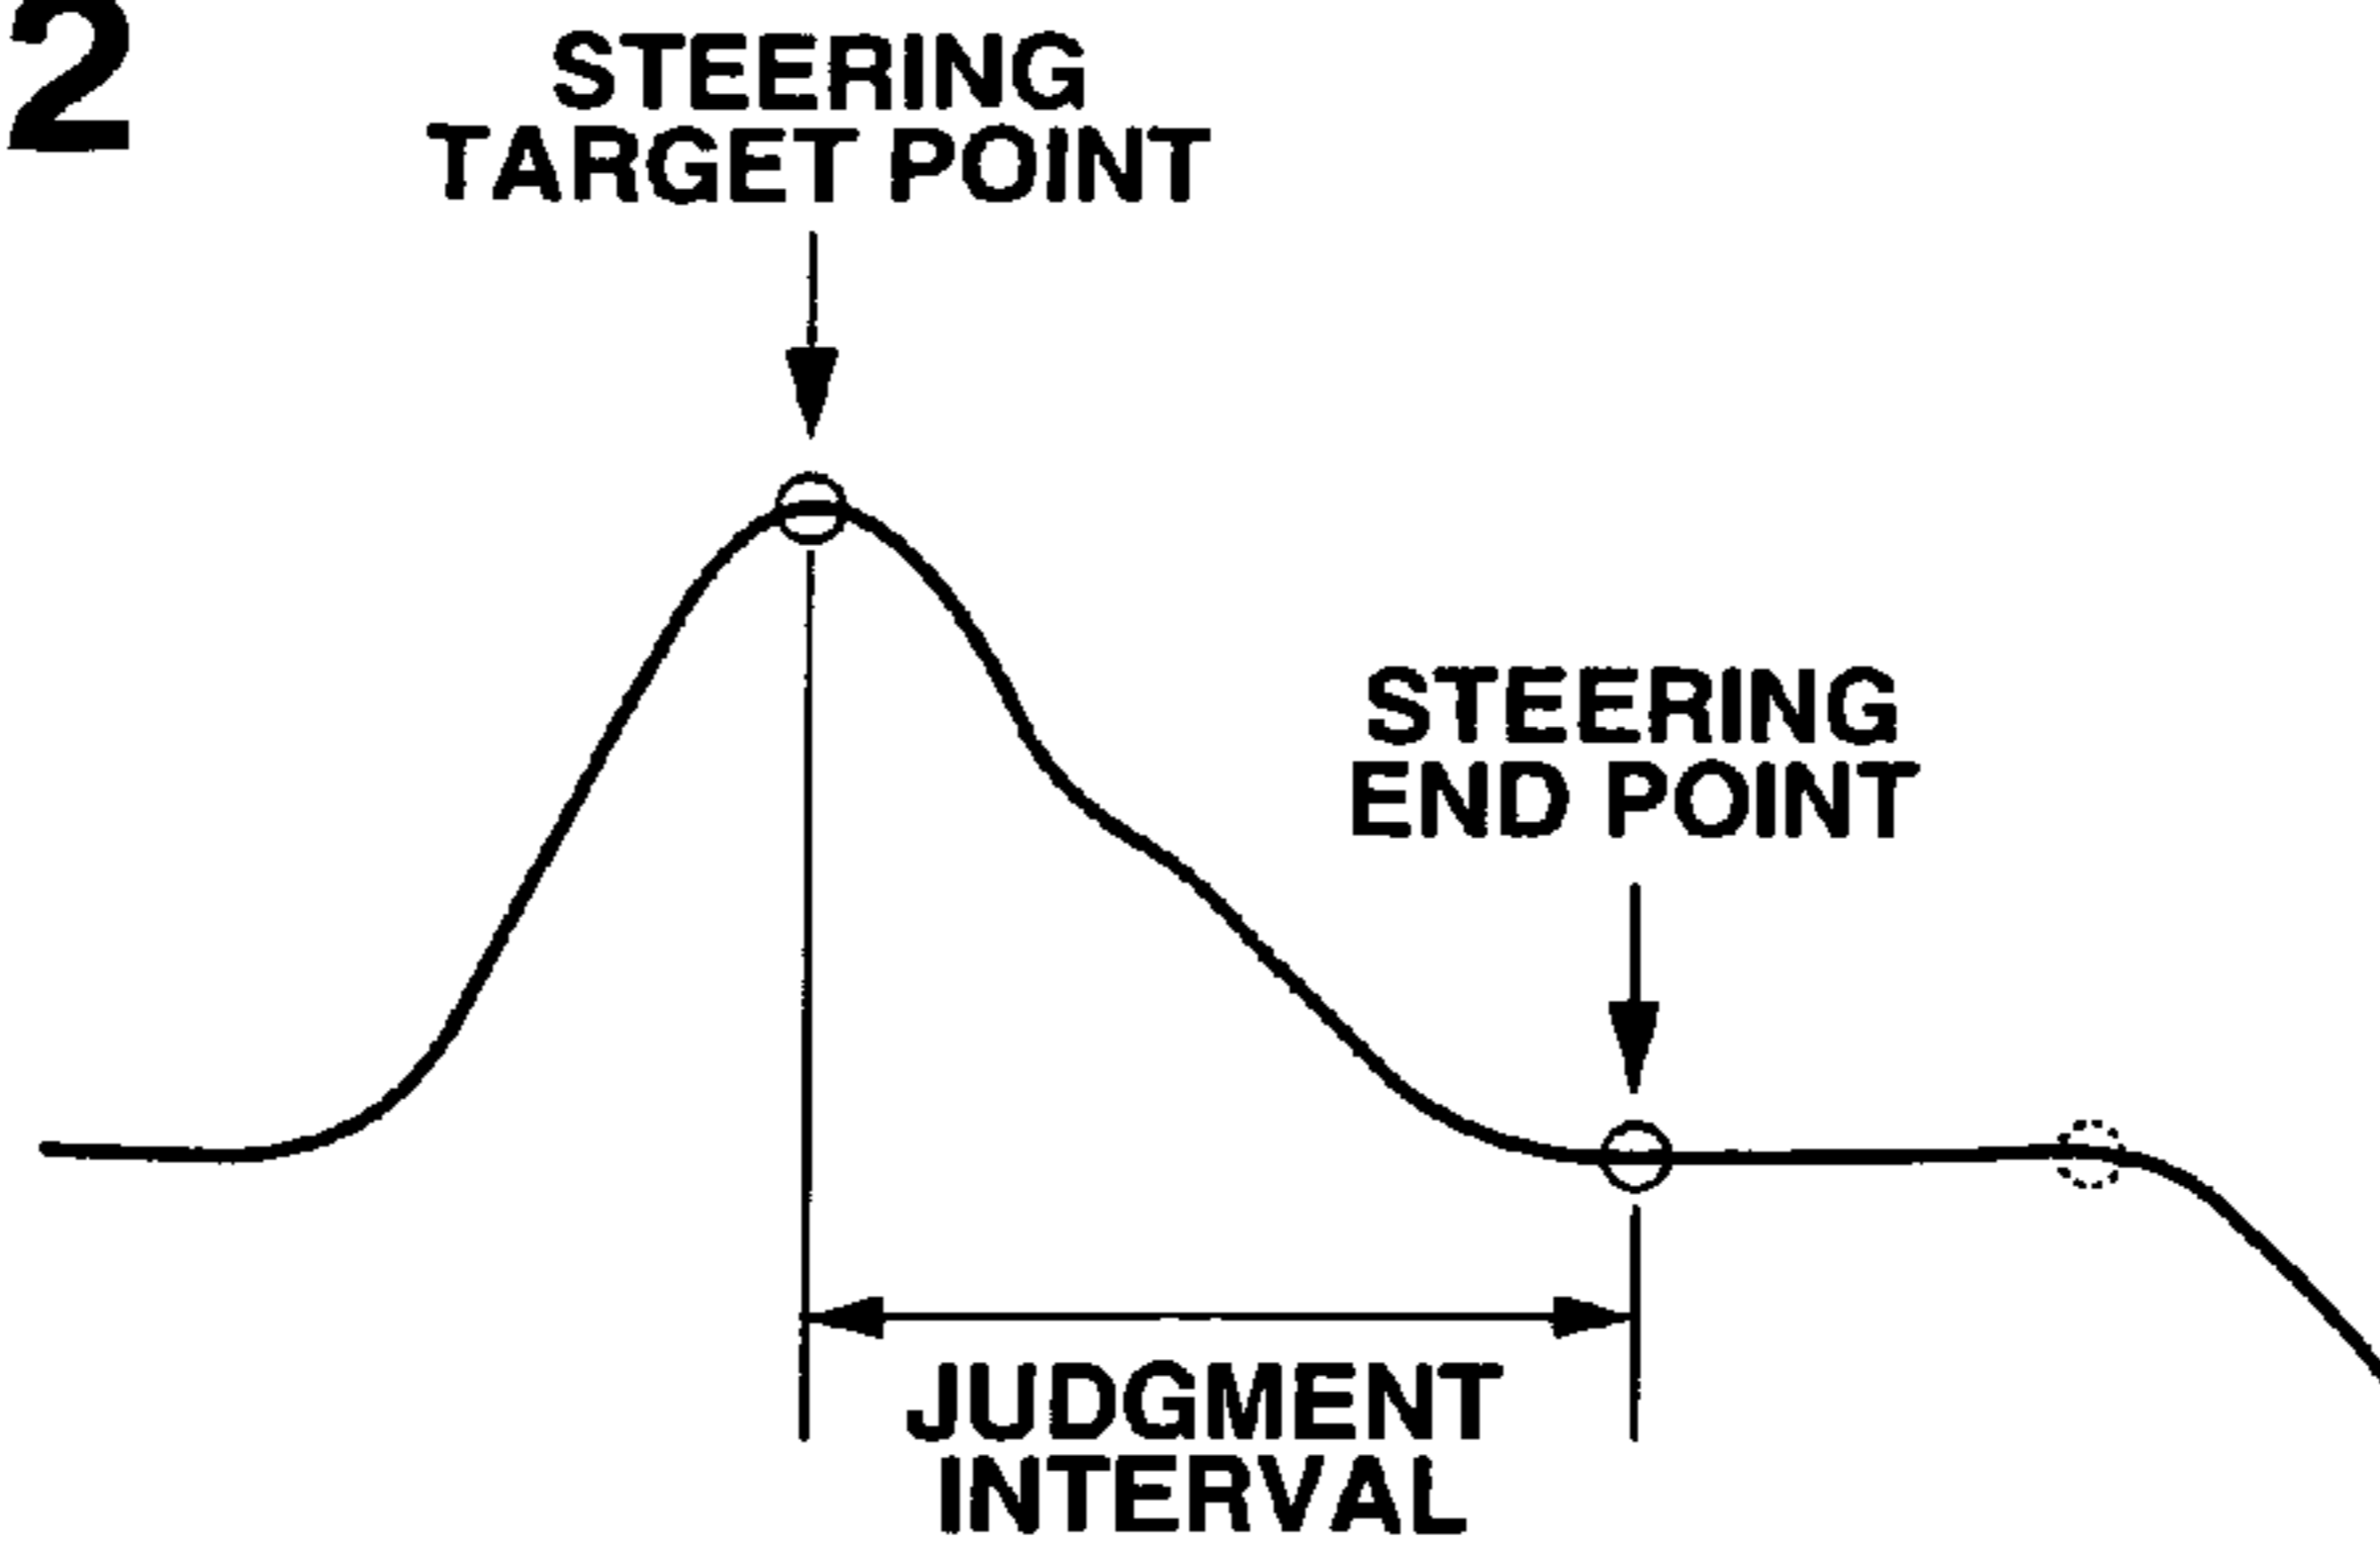 2
STEERING
TARGET POINT
STEERING
END POINT
JUDGMENT
INTERVAL